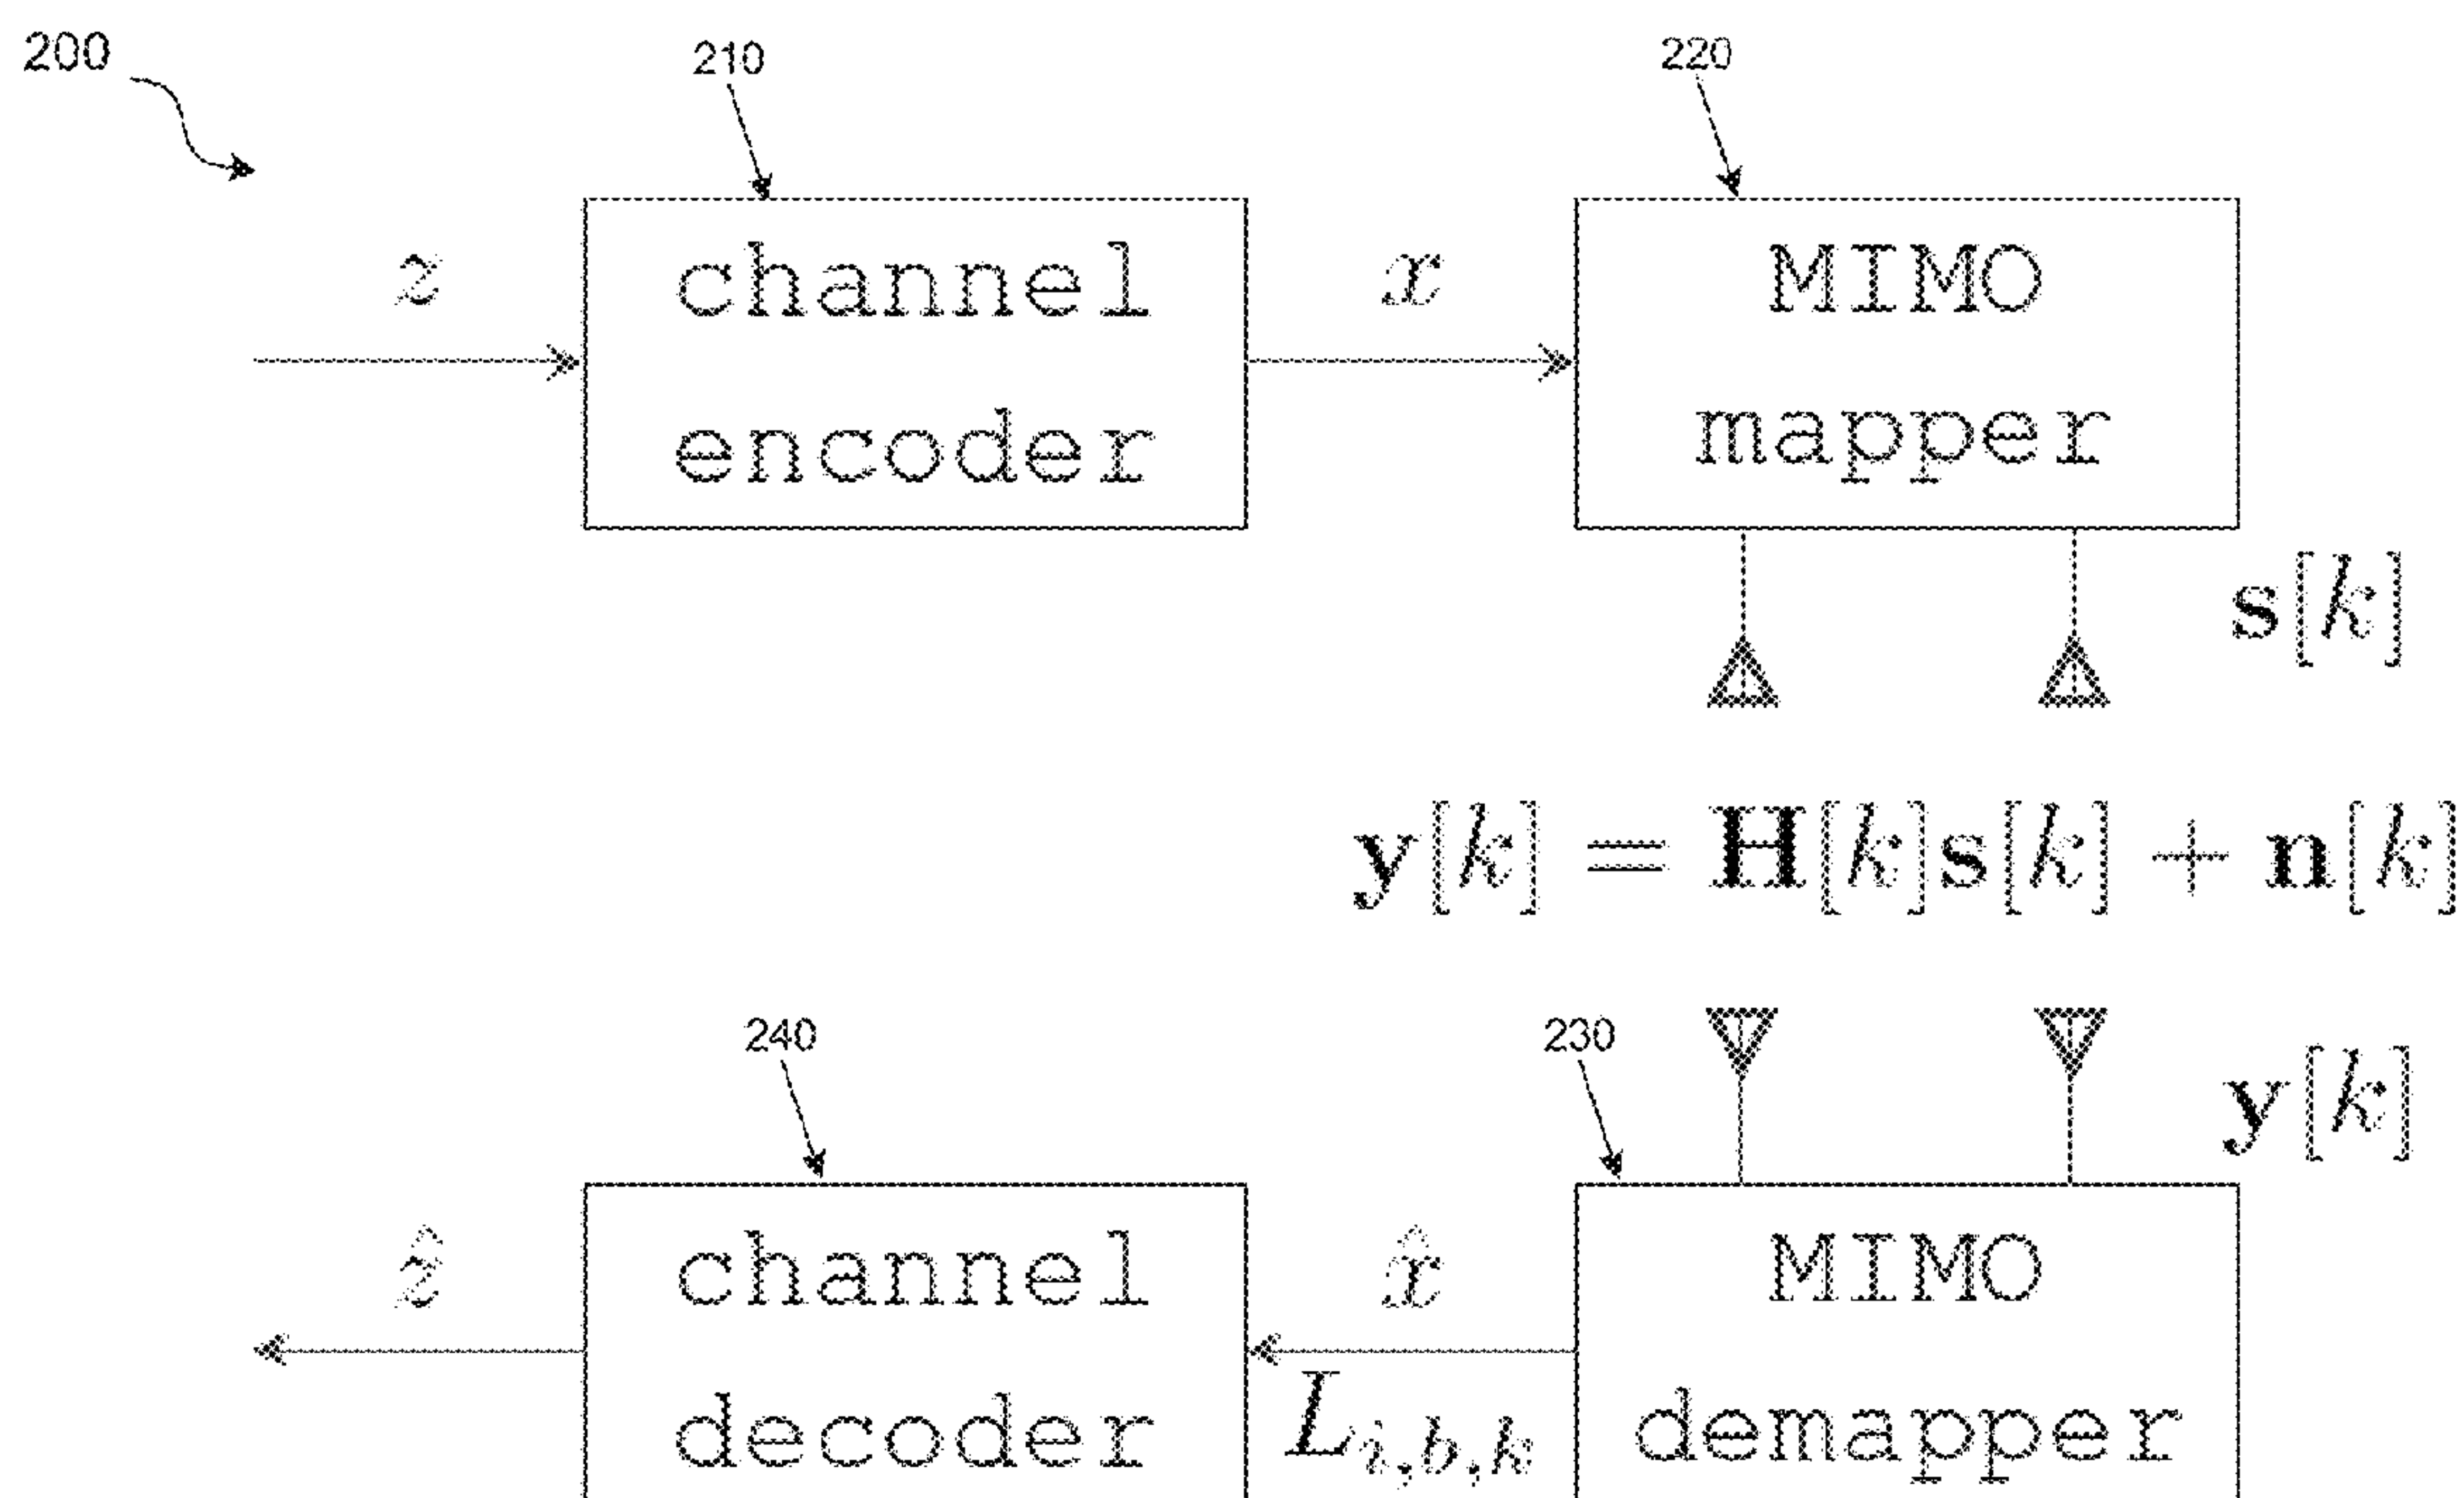 200
210
220
z
channel
encoder
x
MIMO
mapper
s[k]
y[k] = H[k]s[k] + n[k]
240
230
y[k]
ẑ
channel
decoder
x̂
L_{i,b,k}
MIMO
demapper